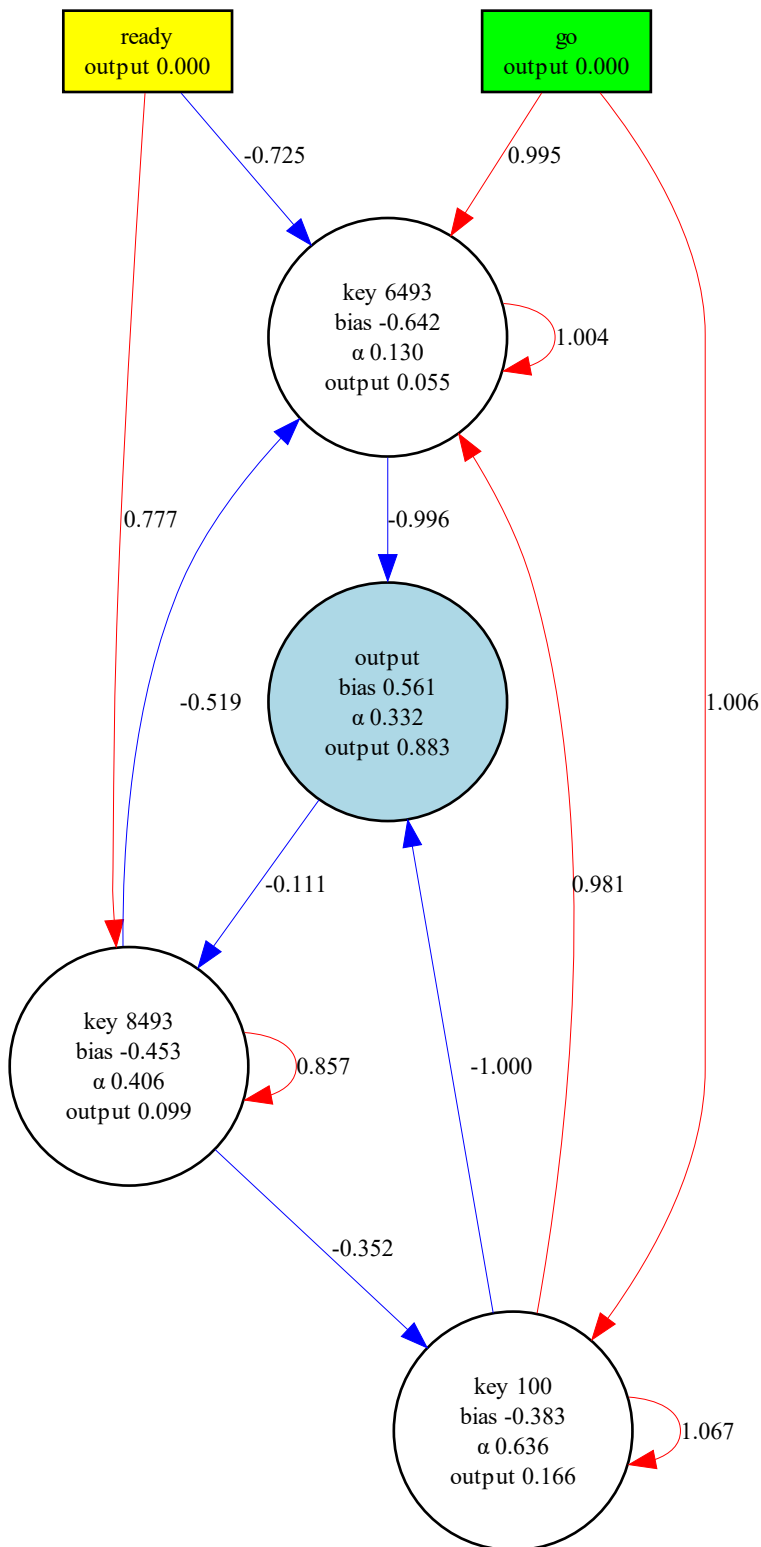 ready
output 0.000
go
output 0.000
-0.725
0.995
key 6493
bias -0.642
α 0.130
output 0.055
1.004
0.777
-0.996
output
bias 0.561
α 0.332
output 0.883
-0.519
1.006
-0.111
0.981
key 8493
bias -0.453
α 0.406
output 0.099
0.857
-1.000
-0.352
key 100
bias -0.383
α 0.636
output 0.166
1.067